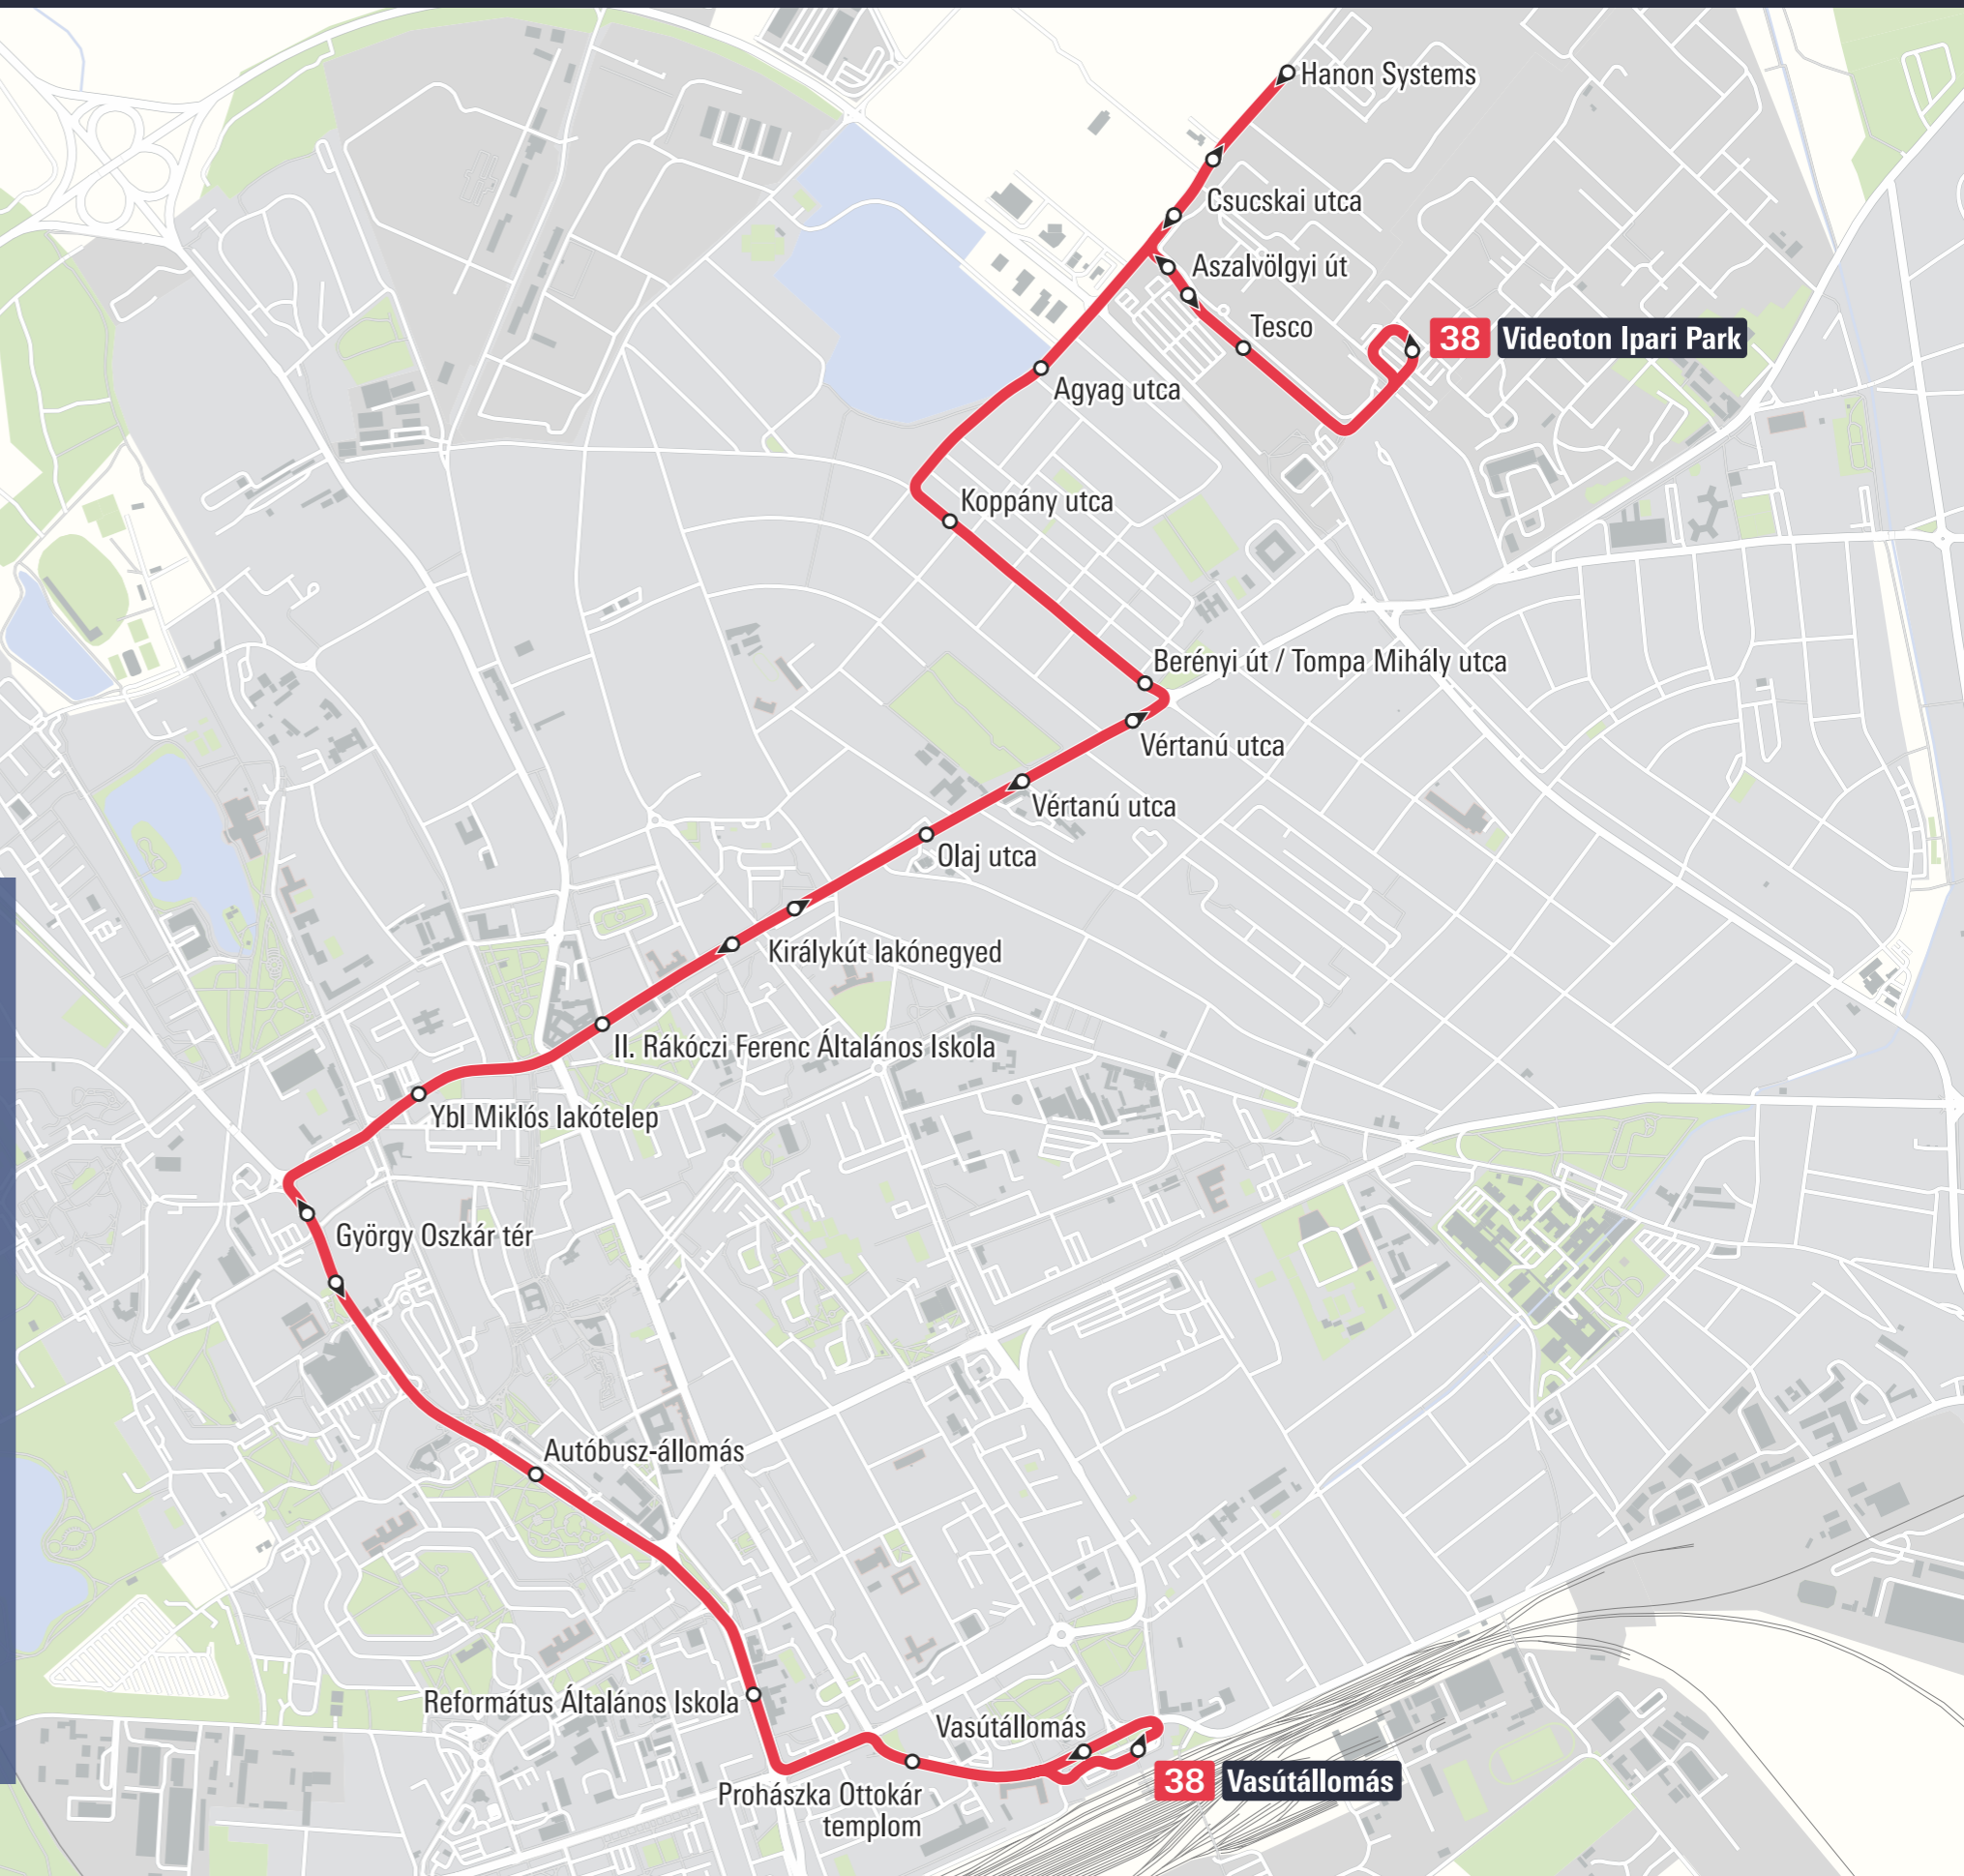 Hanon Systems
Csucskai utca
Aszalvölgyi út
Tesco
38 Videoton Ipari Park
Agyag utca
Koppány utca
Berényi út / Tompa Mihály utca
Vértanú utca
Vértanú utca
Olaj utca
Királykút lakónegyed
II. Rákóczi Ferenc Általános Iskola
Ybl Miklós lakótelep
György Oszkár tér
Autóbusz-állomás
Református Általános Iskola
Vasútállomás
38 Vasútállomás
Prohászka Ottokár
templom